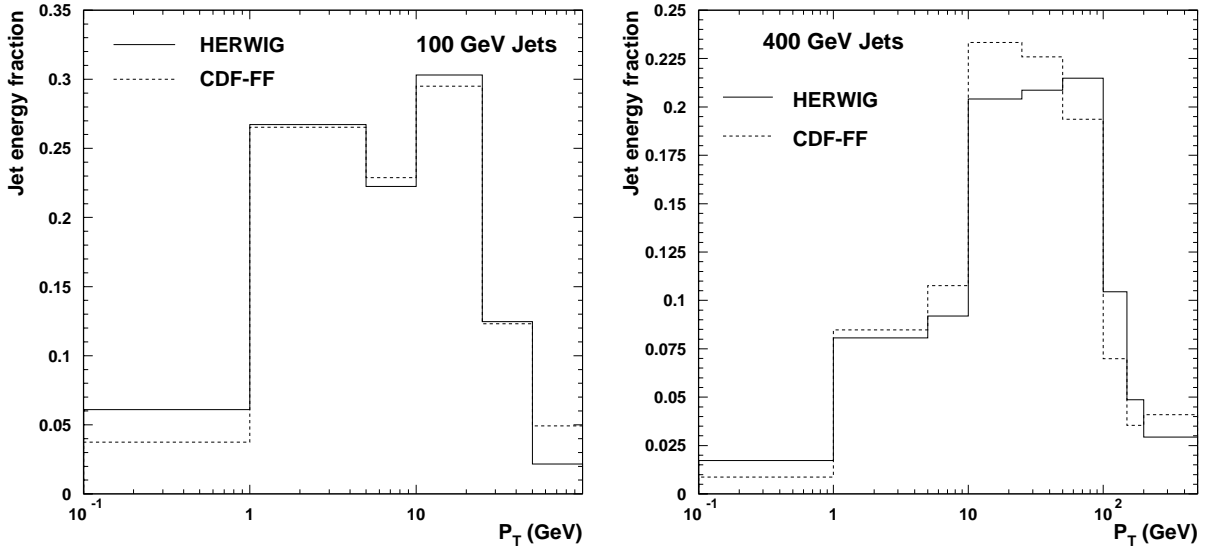 Jet energy fraction
0.35
0.3
0.25
0.2
0.15
0.1
0.05
0
HERWIG
CDF-FF
100 GeV Jets
10⁻¹ 1 10
P_T (GeV)
Jet energy fraction
0.25
0.225
0.2
0.175
0.15
0.125
0.1
0.075
0.05
0.025
0
400 GeV Jets
HERWIG
CDF-FF
10⁻¹ 1 10 10²
P_T (GeV)